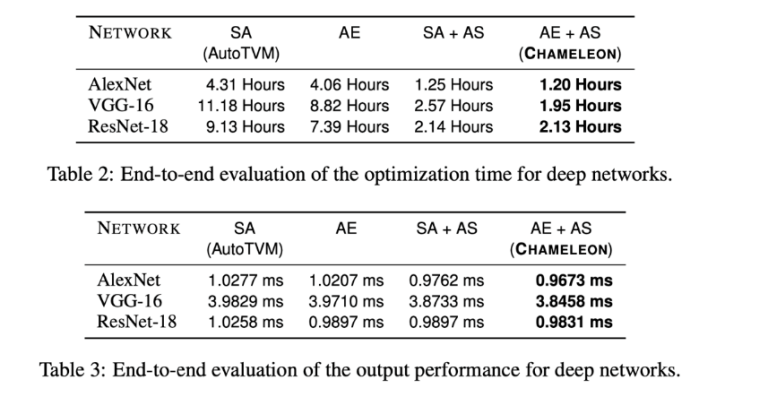 NETWORK SA AE SA + AS AE + AS
(AutoTVM) (CHAMELEON)
AlexNet 4.31 Hours 4.06 Hours 1.25 Hours 1.20 Hours
VGG-16 11.18 Hours 8.82 Hours 2.57 Hours 1.95 Hours
ResNet-18 9.13 Hours 7.39 Hours 2.14 Hours 2.13 Hours
Table 2: End-to-end evaluation of the optimization time for deep networks.
NETWORK SA AE SA + AS AE + AS
(AutoTVM) (CHAMELEON)
AlexNet 1.0277 ms 1.0207 ms 0.9762 ms 0.9673 ms
VGG-16 3.9829 ms 3.9710 ms 3.8733 ms 3.8458 ms
ResNet-18 1.0258 ms 0.9897 ms 0.9897 ms 0.9831 ms
Table 3: End-to-end evaluation of the output performance for deep networks.